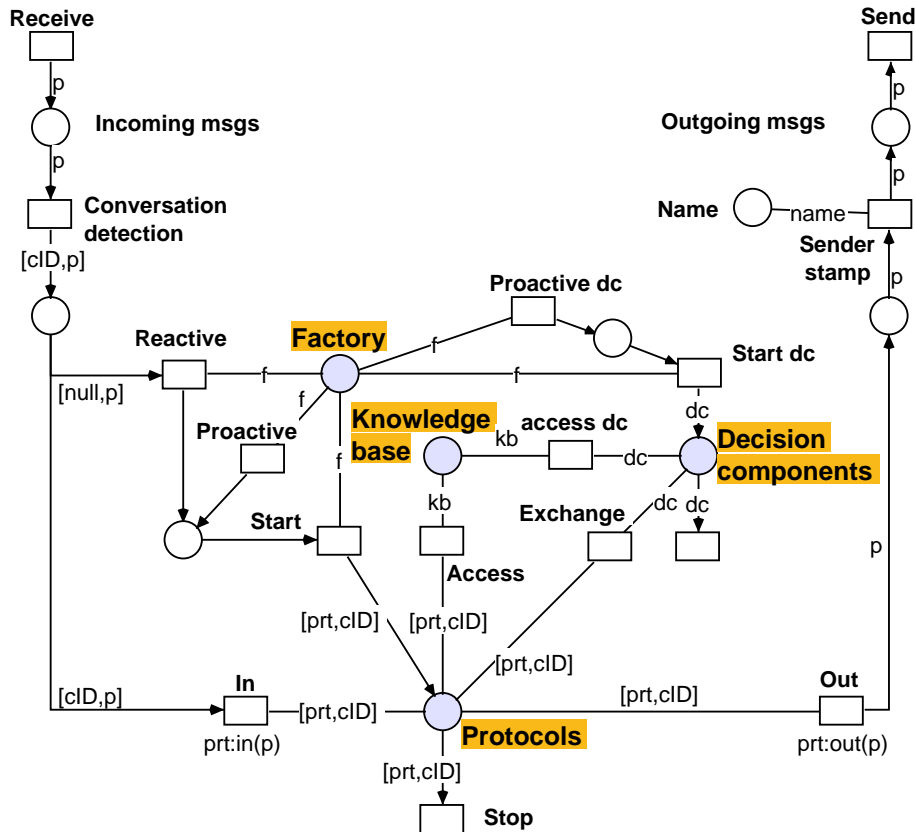 Receive
Send
p
p
Incoming msgs
Outgoing msgs
p
p
Conversation
detection
Name
name
Sender
stamp
[cID,p]
p
Proactive dc
Reactive
Factory
f
Start dc
f
f
[null,p]
f
dc
Proactive
Knowledge
base
kb
access dc
dc
Decision
components
f
kb
dc
dc
Start
Exchange
p
Access
[prt,cID]
[prt,cID]
[prt,cID]
In
Out
[cID,p]
[prt,cID]
[prt,cID]
Protocols
prt:in(p)
prt:out(p)
[prt,cID]
Stop